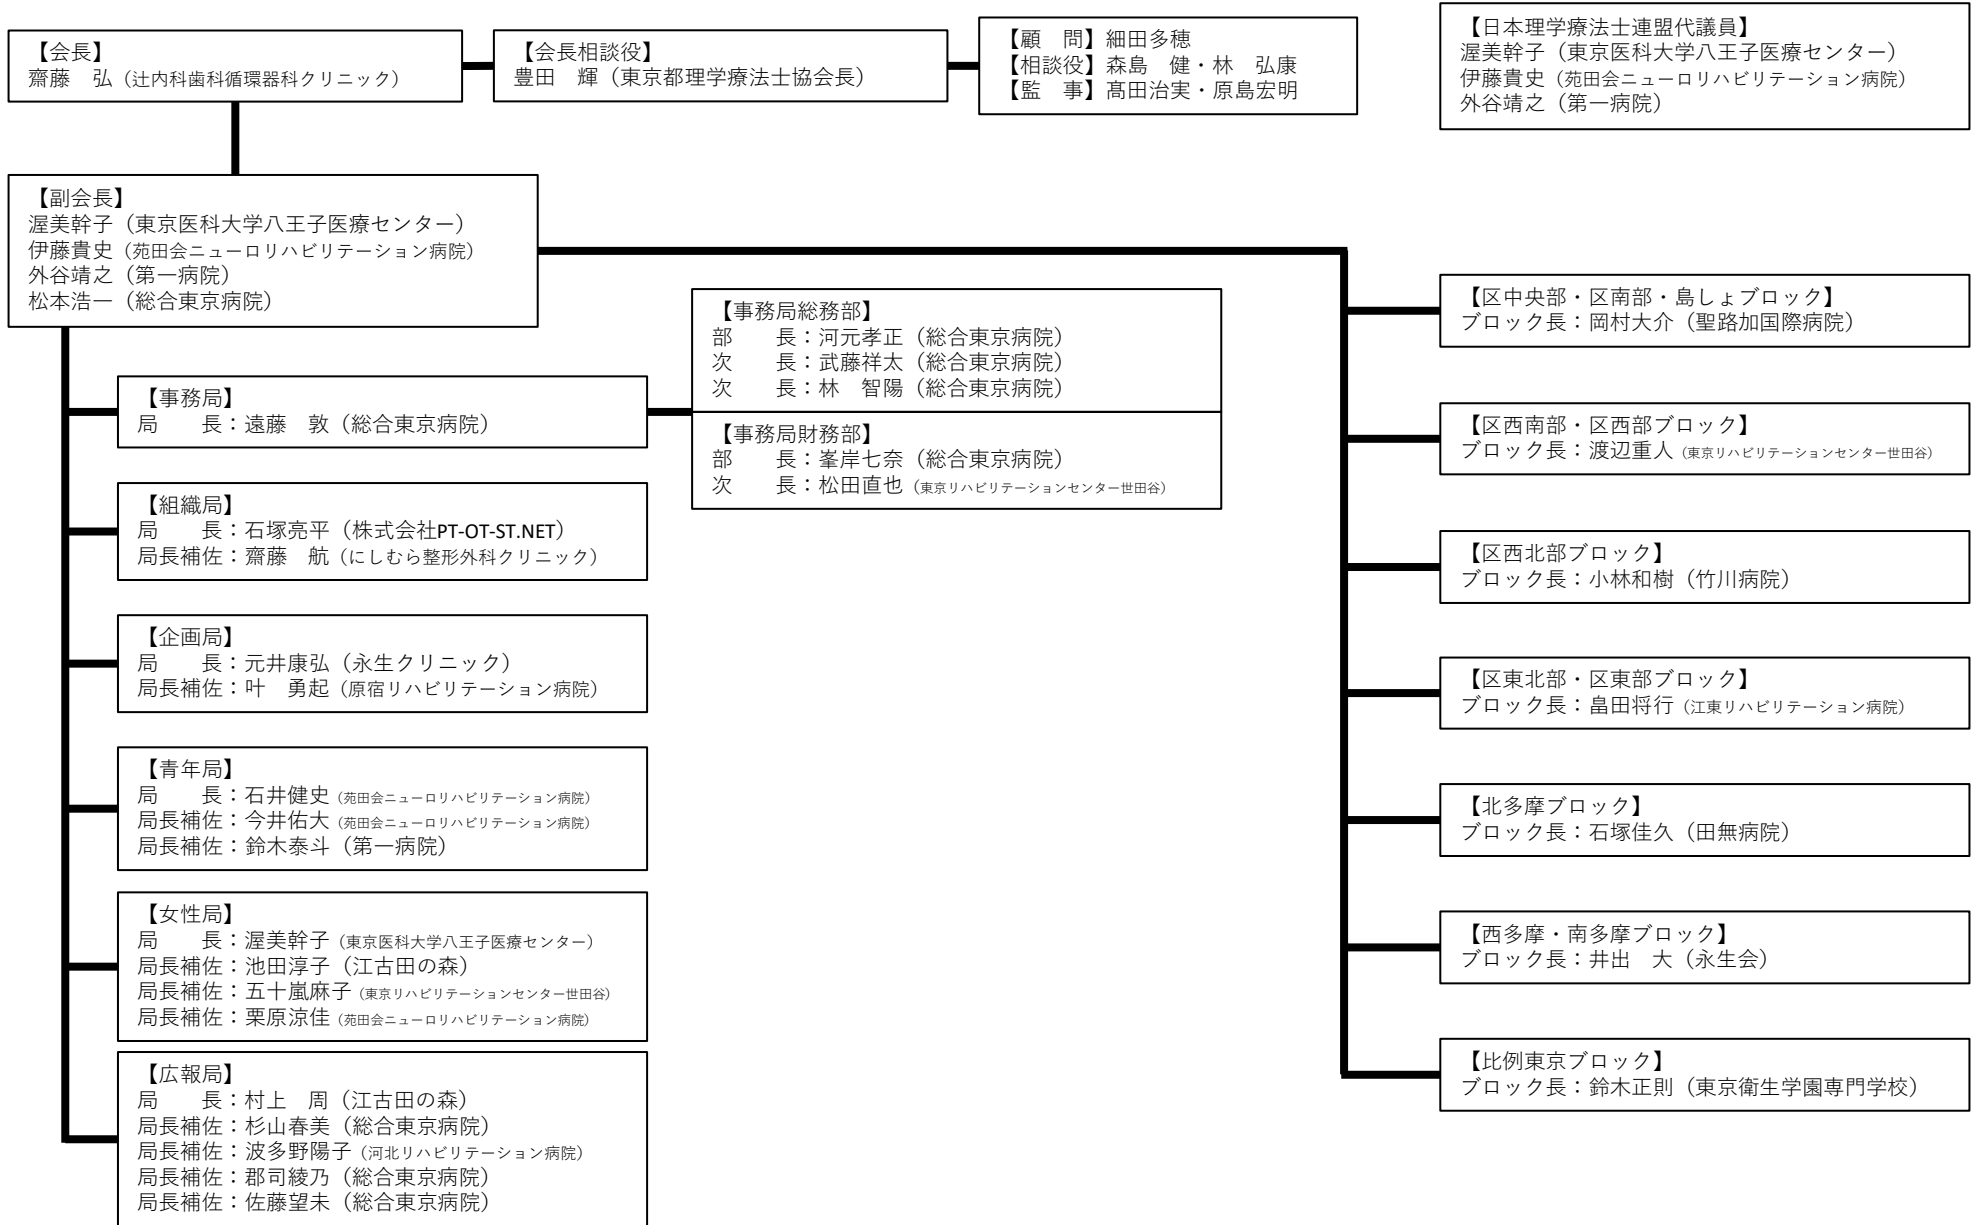 【会長】
齋藤　弘（辻内科歯科循環器科クリニック）
【会長相談役】
豊田　輝（東京都理学療法士協会長）
【顧　問】細田多穂
【相談役】森島　健・林　弘康
【監　事】髙田治実・原島宏明
【日本理学療法士連盟代議員】
渥美幹子（東京医科大学八王子医療センター）
伊藤貴史（苑田会ニューロリハビリテーション病院）
外谷靖之（第一病院）
【副会長】
渥美幹子（東京医科大学八王子医療センター）
伊藤貴史（苑田会ニューロリハビリテーション病院）
外谷靖之（第一病院）
松本浩一（総合東京病院）
【事務局】
局　　長：遠藤　敦（総合東京病院）
【事務局総務部】
部　　長：河元孝正（総合東京病院）
次　　長：武藤祥太（総合東京病院）
次　　長：林　智陽（総合東京病院）
【事務局財務部】
部　　長：峯岸七奈（総合東京病院）
次　　長：松田直也（東京リハビリテーションセンター世田谷）
【組織局】
局　　長：石塚亮平（株式会社PT-OT-ST.NET）
局長補佐：齋藤　航（にしむら整形外科クリニック）
【企画局】
局　　長：元井康弘（永生クリニック）
局長補佐：叶　勇起（原宿リハビリテーション病院）
【青年局】
局　　長：石井健史（苑田会ニューロリハビリテーション病院）
局長補佐：今井佑大（苑田会ニューロリハビリテーション病院）
局長補佐：鈴木泰斗（第一病院）
【女性局】
局　　長：渥美幹子（東京医科大学八王子医療センター）
局長補佐：池田淳子（江古田の森）
局長補佐：五十嵐麻子（東京リハビリテーションセンター世田谷）
局長補佐：栗原涼佳（苑田会ニューロリハビリテーション病院）
【広報局】
局　　長：村上　周（江古田の森）
局長補佐：杉山春美（総合東京病院）
局長補佐：波多野陽子（河北リハビリテーション病院）
局長補佐：郡司綾乃（総合東京病院）
局長補佐：佐藤望未（総合東京病院）
【区中央部・区南部・島しょブロック】
ブロック長：岡村大介（聖路加国際病院）
【区西南部・区西部ブロック】
ブロック長：渡辺重人（東京リハビリテーションセンター世田谷）
【区西北部ブロック】
ブロック長：小林和樹（竹川病院）
【区東北部・区東部ブロック】
ブロック長：畠田将行（江東リハビリテーション病院）
【北多摩ブロック】
ブロック長：石塚佳久（田無病院）
【西多摩・南多摩ブロック】
ブロック長：井出　大（永生会）
【比例東京ブロック】
ブロック長：鈴木正則（東京衛生学園専門学校）